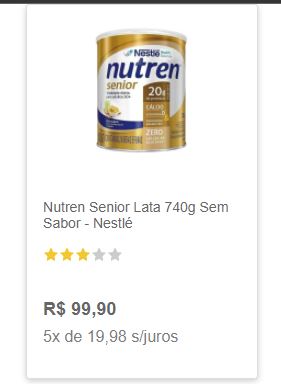 Nestlé
nutren
senior
20g
CÁLCIO
ZERO
Nutren Senior Lata 740g Sem
Sabor - Nestlé
R$ 99,90
5x de 19,98 s/juros